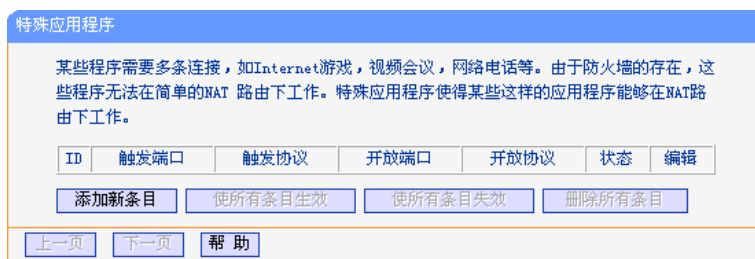 特殊应用程序
某些程序需要多条连接，如Internet游戏，视频会议，网络电话等。由于防火墙的存在，这
些程序无法在简单的NAT 路由下工作。特殊应用程序使得某些这样的应用程序能够在NAT路
由下工作。
ID 触发端口 触发协议 开放端口 开放协议 状态 编辑
添加新条目 使所有条目生效 使所有条目失效 删除所有条目
上一页 下一页 帮 助